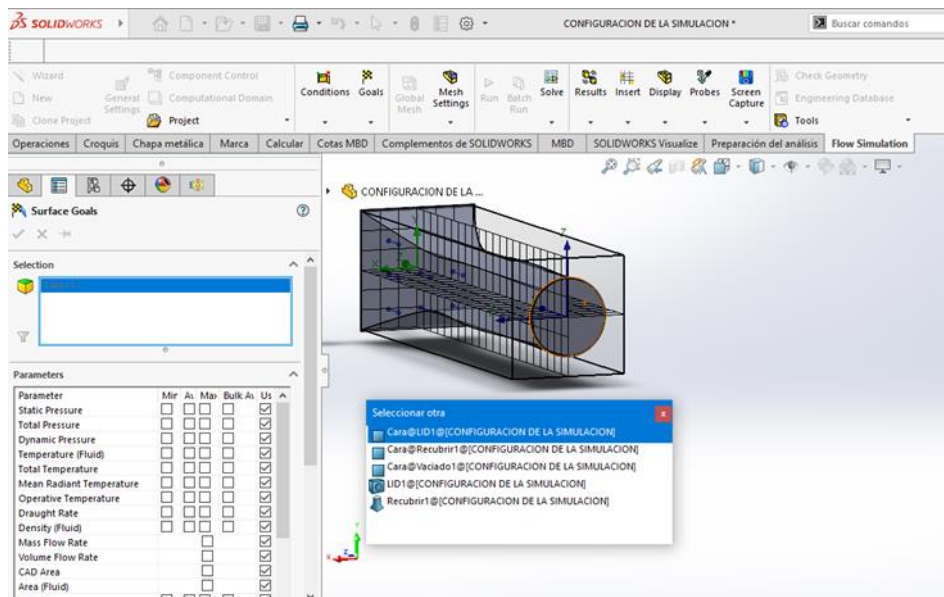 SOLIDWORKS
CONFIGURACION DE LA SIMULACION *
Buscar comandos
Wizard
New
Clone Project
General Settings
Component Control
Computational Domain
Project
Conditions
Goals
Global Mesh
Mesh Settings
Run
Batch Run
Solve
Results
Insert
Display
Probes
Screen Capture
Check Geometry
Engineering Database
Tools
Operaciones
Croquis
Chapa metálica
Marca
Calcular
Cotas MBD
Complementos de SOLIDWORKS
MBD
SOLIDWORKS Visualize
Preparación del análisis
Flow Simulation
Surface Goals
Selection
Parameters
Parameter Mir Av Max Bulk Av Us
Static Pressure
Total Pressure
Dynamic Pressure
Temperature (Fluid)
Total Temperature
Mean Radiant Temperature
Operative Temperature
Draught Rate
Density (Fluid)
Mass Flow Rate
Volume Flow Rate
CAD Area
Area (Fluid)
CONFIGURACION DE LA ...
Y
X
Z
Seleccionar otra
x
Cara@LID1@[CONFIGURACION DE LA SIMULACION]
Cara@Recubrir1@[CONFIGURACION DE LA SIMULACION]
Cara@Vaciado1@[CONFIGURACION DE LA SIMULACION]
LID1@[CONFIGURACION DE LA SIMULACION]
Recubrir1@[CONFIGURACION DE LA SIMULACION]